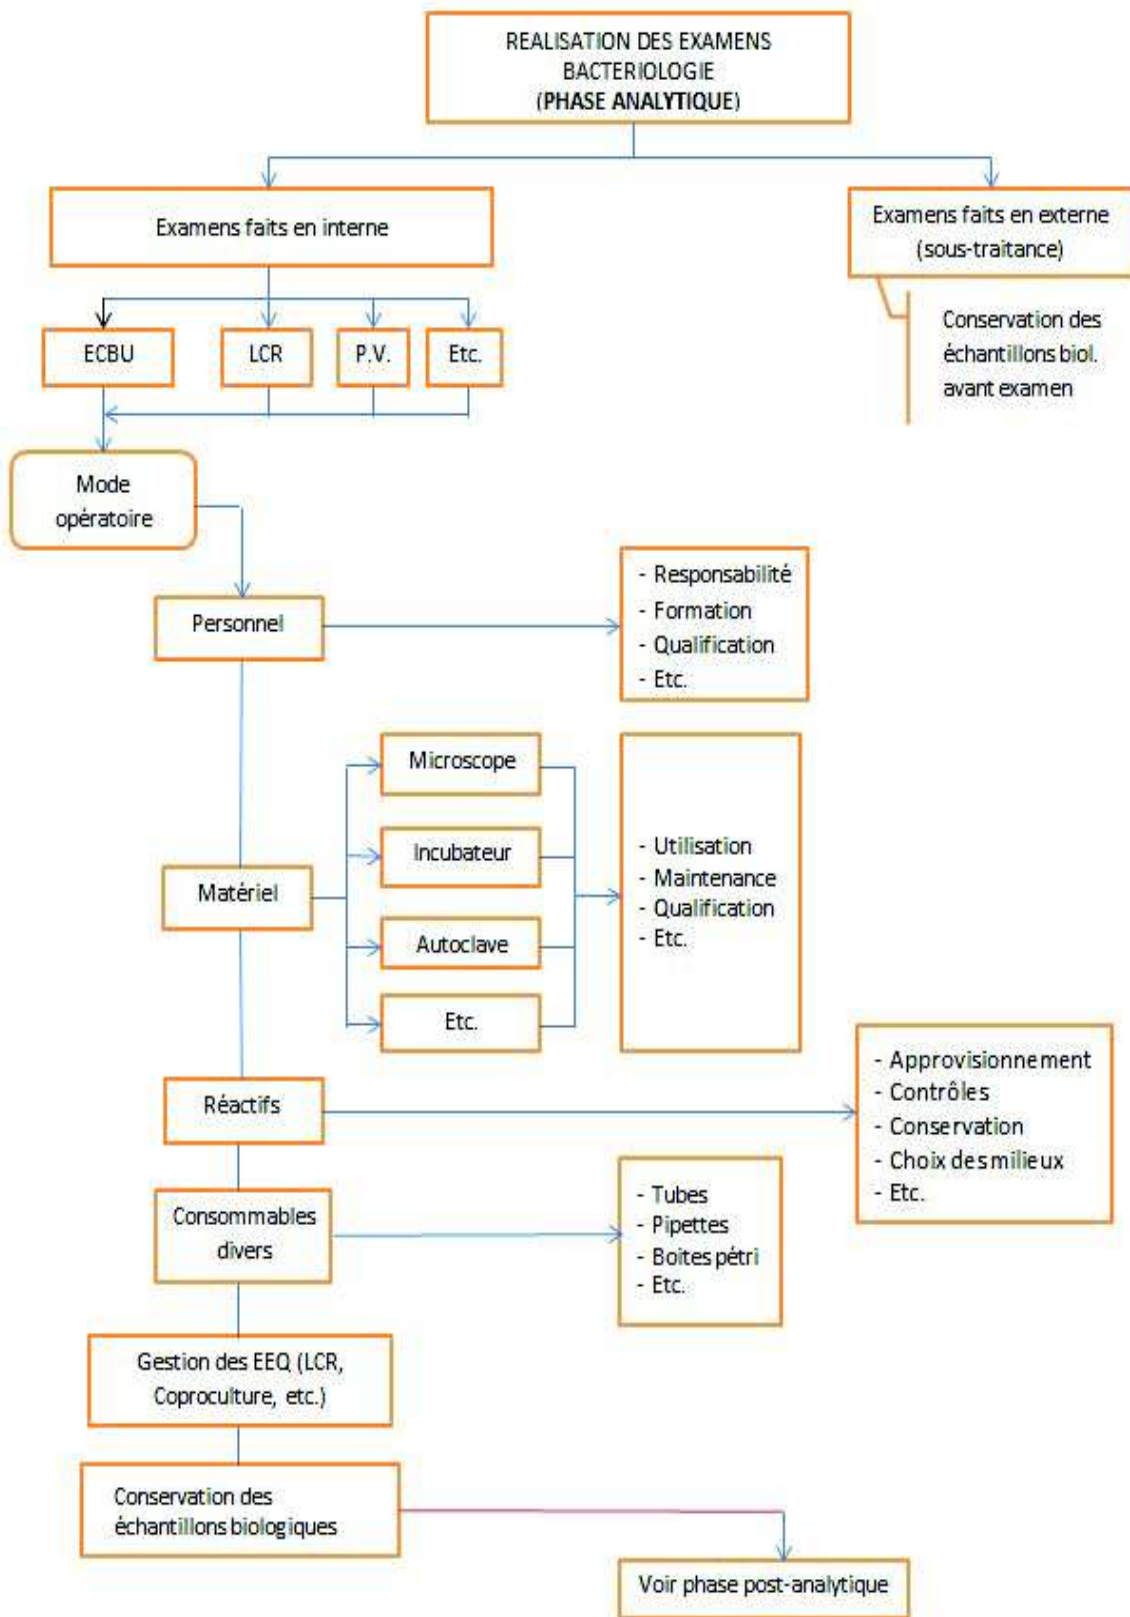 REALISATION DES EXAMENS
BACTERIOLOGIE
(PHASE ANALYTIQUE)
Examens faits en interne
Examens faits en externe
(sous-traitance)
Conservation des
échantillons biol.
avant examen
ECBU
LCR
P.V.
Etc.
Mode
opératoire
Personnel
- Responsabilité
- Formation
- Qualification
- Etc.
Matériel
Microscope
Incubateur
Autoclave
Etc.
- Utilisation
- Maintenance
- Qualification
- Etc.
Réactifs
- Approvisionnement
- Contrôles
- Conservation
- Choix des milieux
- Etc.
Consommables
divers
- Tubes
- Pipettes
- Boites pétri
- Etc.
Gestion des EEQ (LCR,
Coproculture, etc.)
Conservation des
échantillons biologiques
Voir phase post-analytique